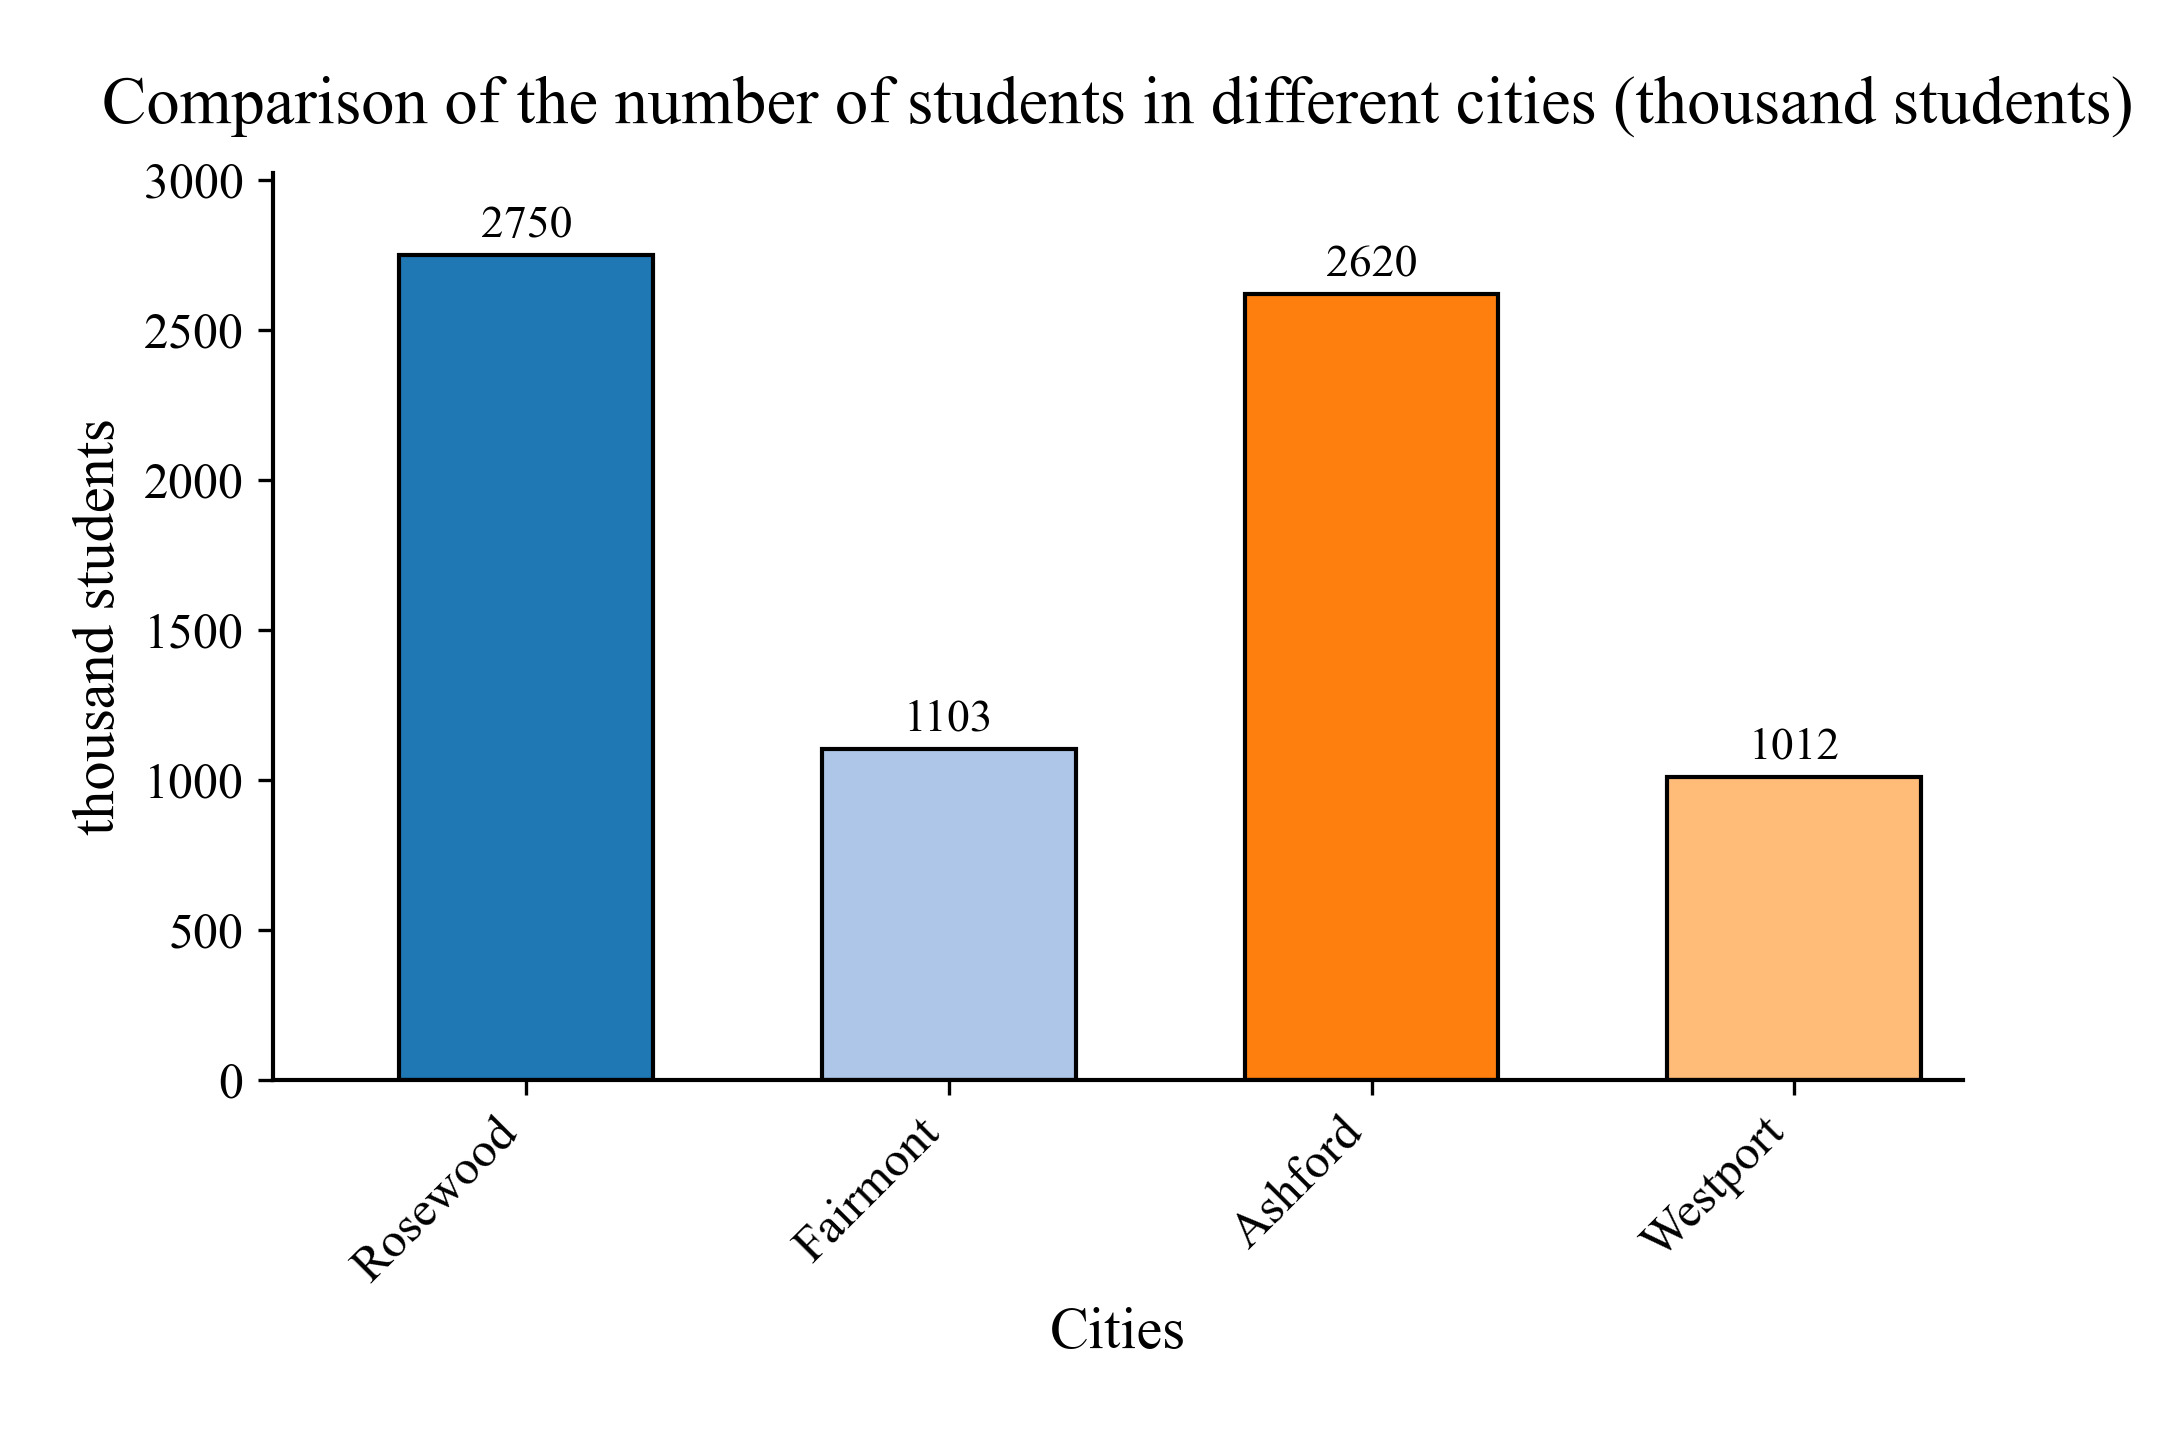 Comparison of the number of students in different cities (thousand students)
3000
2500
2000
1500
1000
500
0
thousand students
2750
1103
2620
1012
Rosewood
Fairmont
Ashford
Westport
Cities